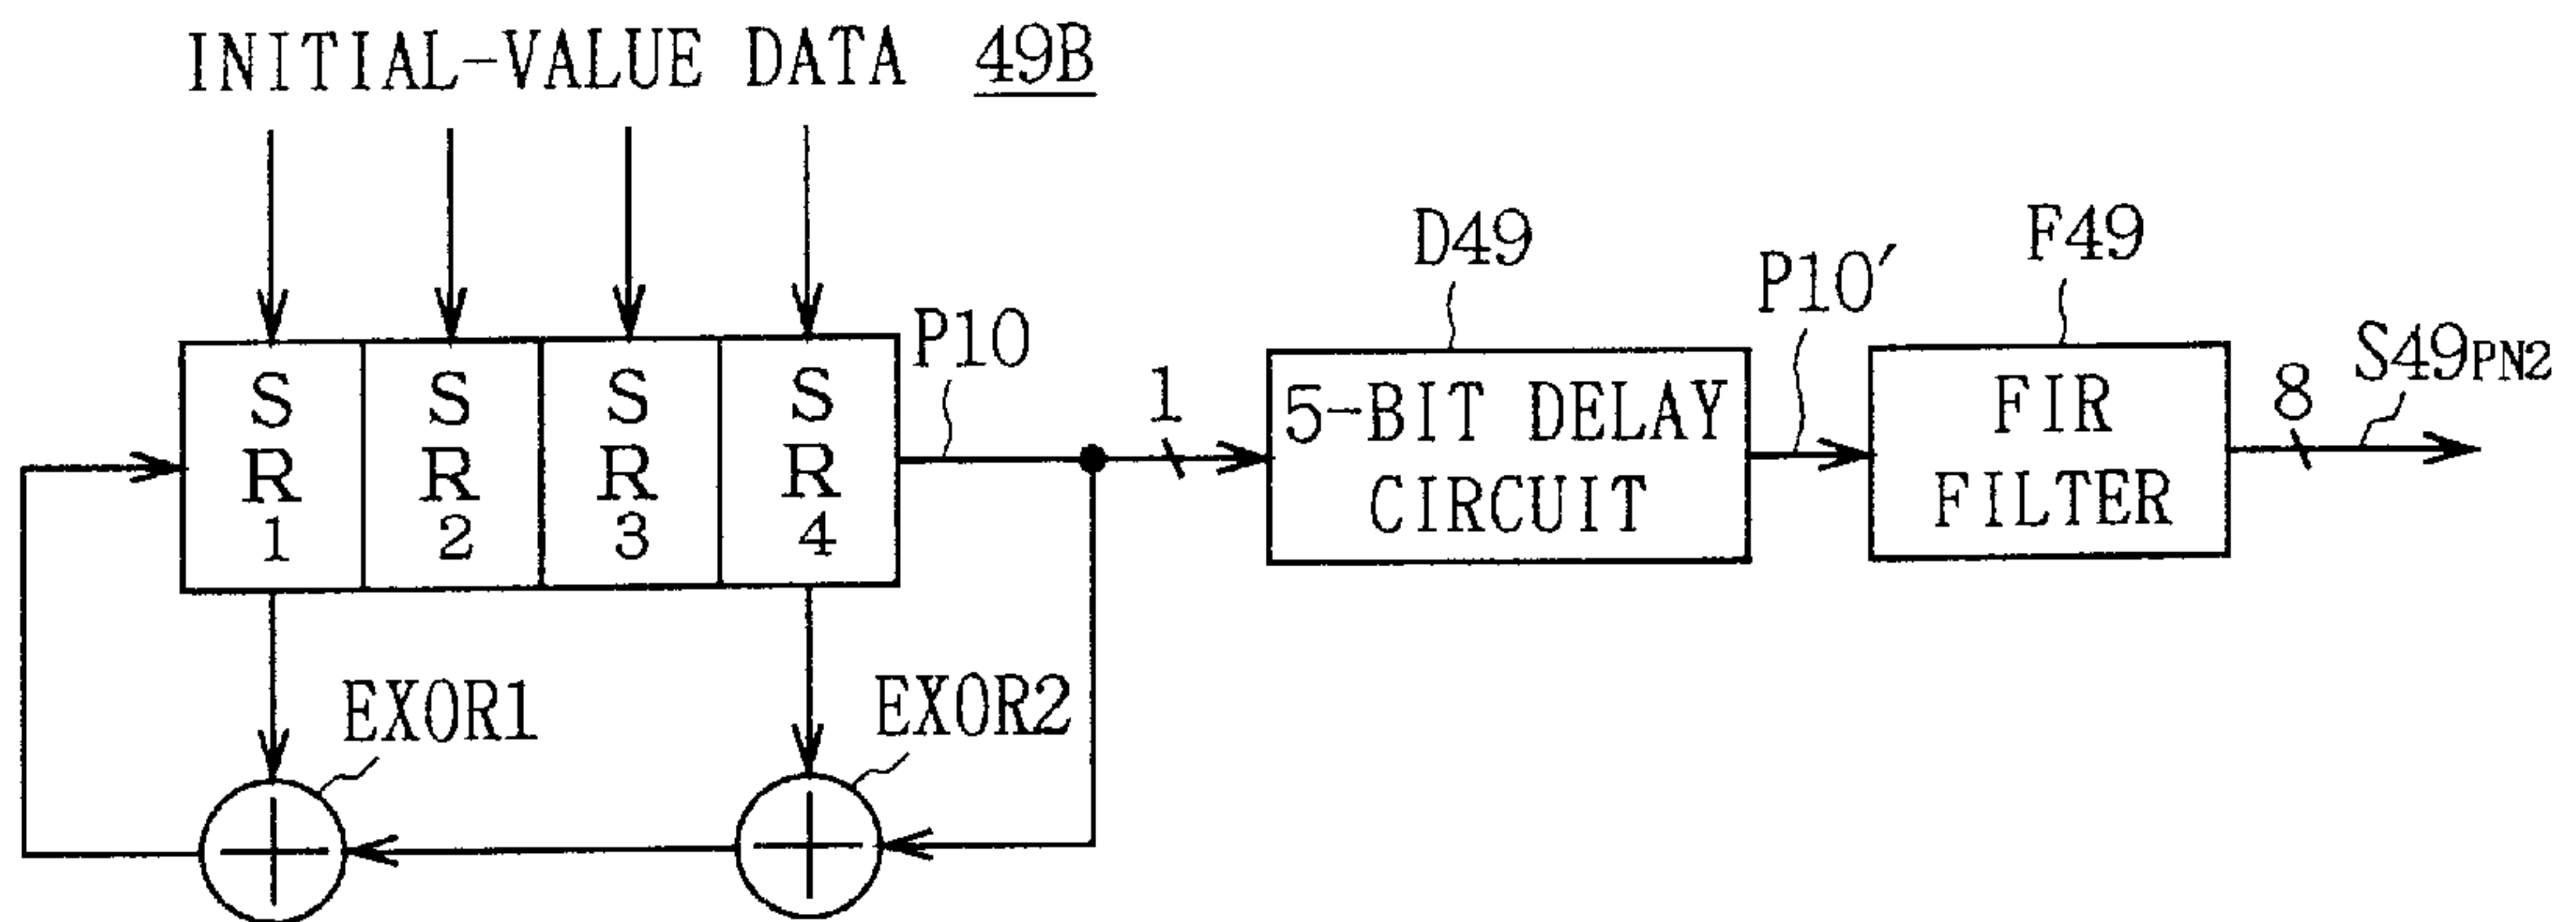 INITIAL-VALUE DATA 49B
D49
F49
P10
P10′
S49PN2
1
8
S R 1
S R 2
S R 3
S R 4
5-BIT DELAY
CIRCUIT
FIR
FILTER
EXOR1
EXOR2